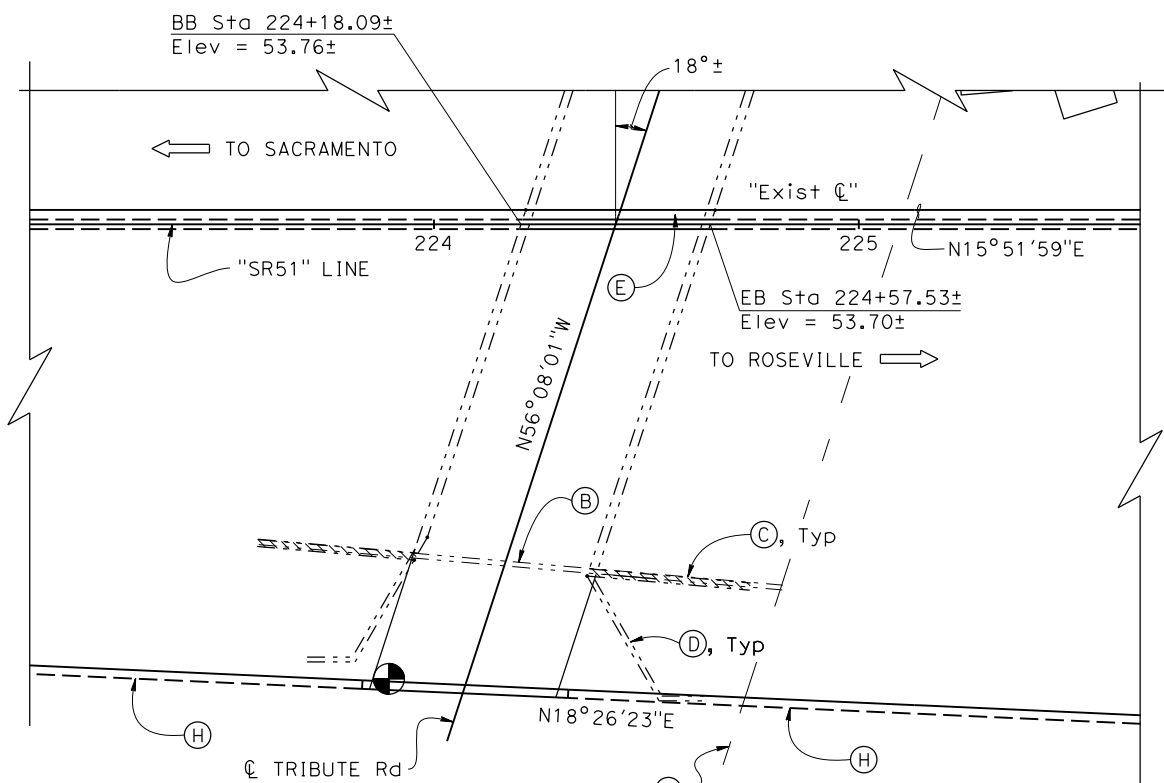 BB Sta 224+18.09±
Elev = 53.76±
18°±
TO SACRAMENTO
"Exist ℄"
224
225
N15°51'59"E
"SR51" LINE
E
EB Sta 224+57.53±
Elev = 53.70±
TO ROSEVILLE
N56°08'01"W
B
C, Typ
D, Typ
N18°26'23"E
H
H
℄ TRIBUTE Rd